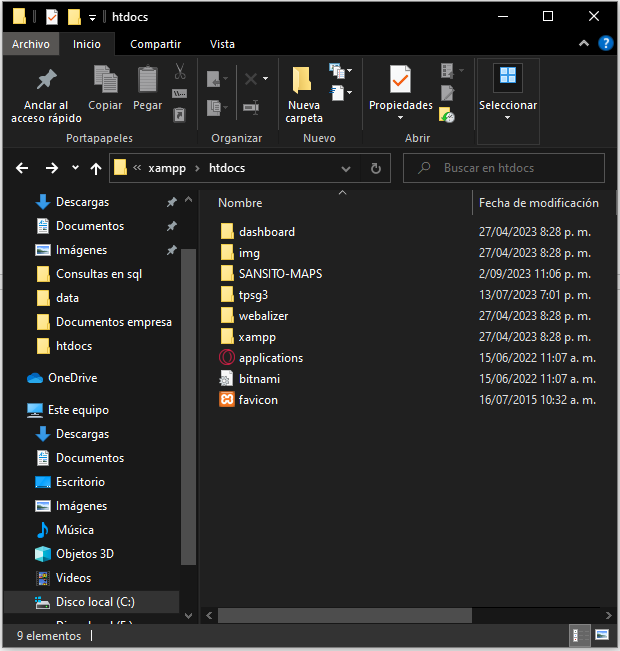 htdocs
Archivo Inicio Compartir Vista
Anclar al acceso rápido
Copiar
Pegar
Nueva carpeta
Propiedades
Seleccionar
Portapapeles Organizar Nuevo Abrir
« xampp › htdocs
Buscar en htdocs
Descargas
Documentos
Imágenes
Consultas en sql
data
Documentos empresa
htdocs
OneDrive
Este equipo
Descargas
Documentos
Escritorio
Imágenes
Música
Objetos 3D
Videos
Disco local (C:)
Nombre Fecha de modificación
dashboard 27/04/2023 8:28 p. m.
img 27/04/2023 8:28 p. m.
SANSITO-MAPS 2/09/2023 11:06 p. m.
tpsg3 13/07/2023 7:01 p. m.
webalizer 27/04/2023 8:28 p. m.
xampp 27/04/2023 8:28 p. m.
applications 15/06/2022 11:07 a. m.
bitnami 15/06/2022 11:07 a. m.
favicon 16/07/2015 10:32 a. m.
9 elementos